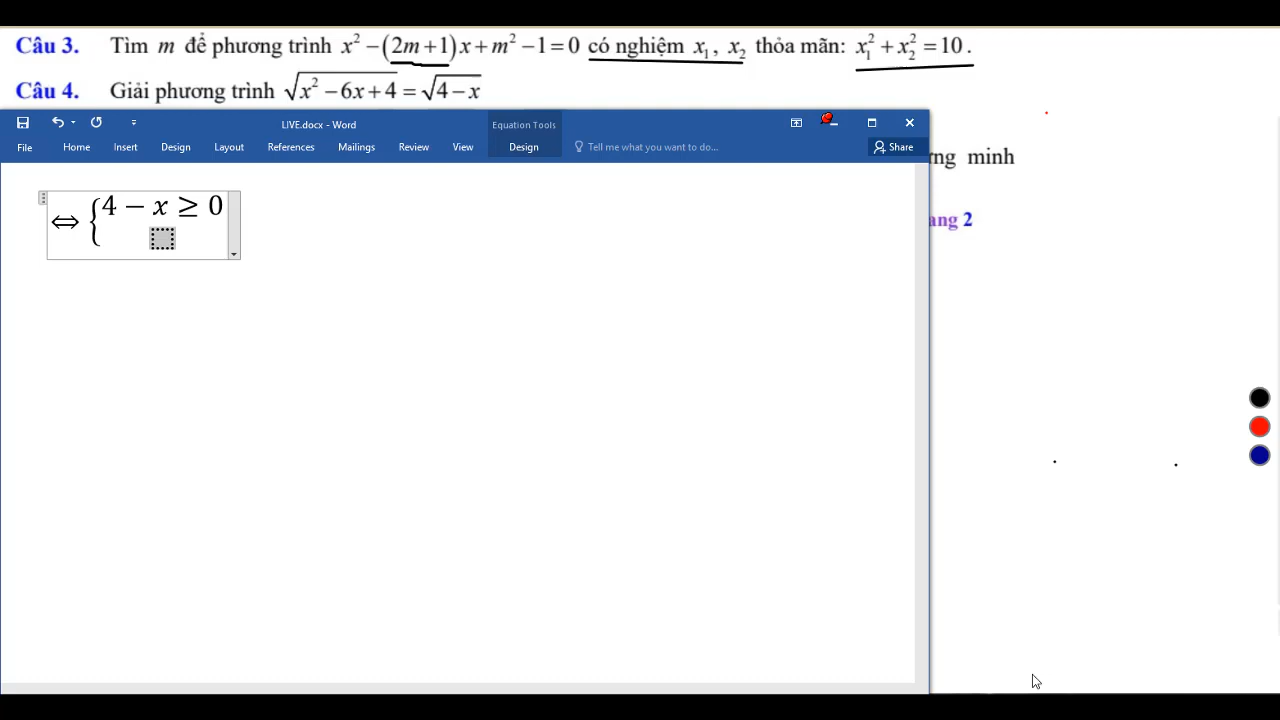 Câu 3. Tìm m để phương trình x² − (2m + 1)x + m² − 1 = 0 có nghiệm x₁, x₂ thỏa mãn: x₁² + x₂² = 10.
Câu 4. Giải phương trình √(x² − 6x + 4) = √(4 − x)
LIVE.docx - Word
Equation Tools
File Home Insert Design Layout References Mailings Review View Design Tell me what you want to do... Share
minh
2
⇔ { 4 − x ≥ 0